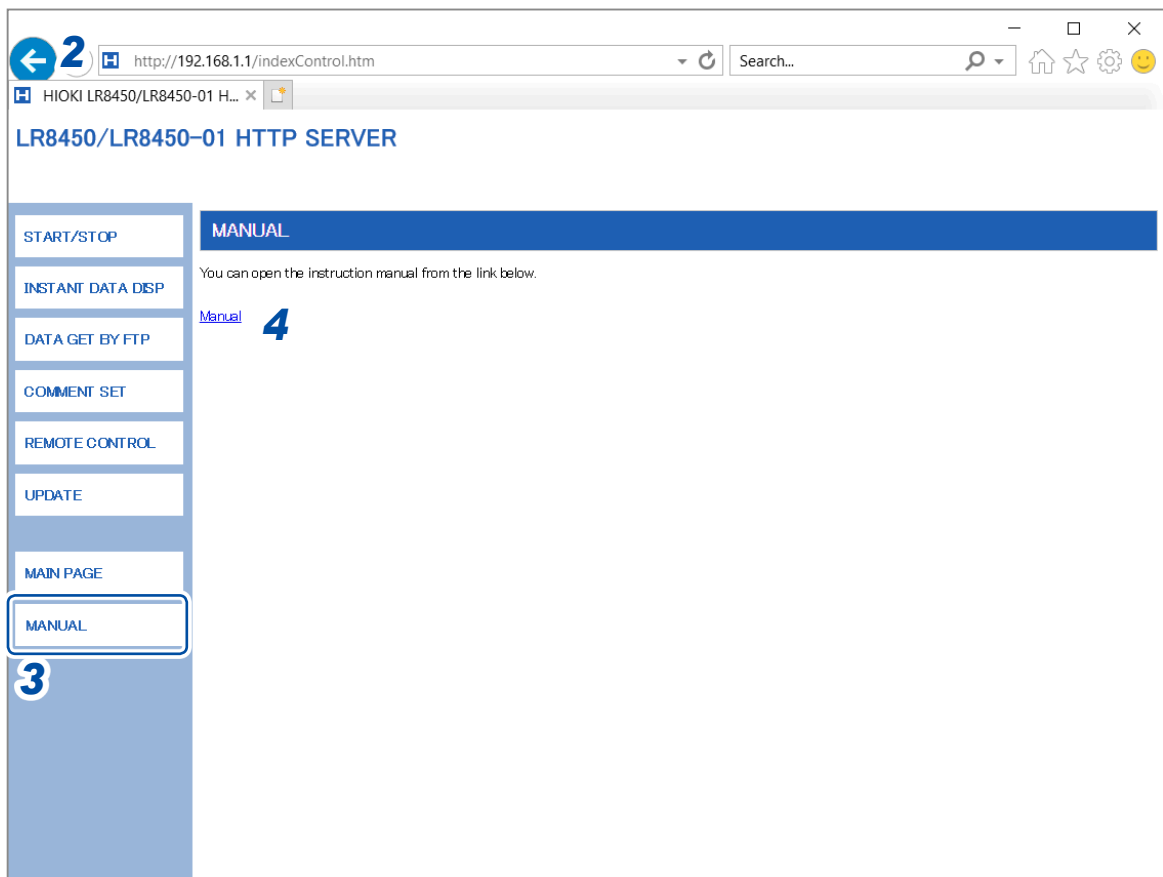 2
http://192.168.1.1/indexControl.htm
Search...
HIOKI LR8450/LR8450-01 H...
LR8450/LR8450-01 HTTP SERVER
START/STOP
INSTANT DATA DISP
DATA GET BY FTP
COMMENT SET
REMOTE CONTROL
UPDATE
MAIN PAGE
MANUAL
3
MANUAL
You can open the instruction manual from the link below.
Manual 4